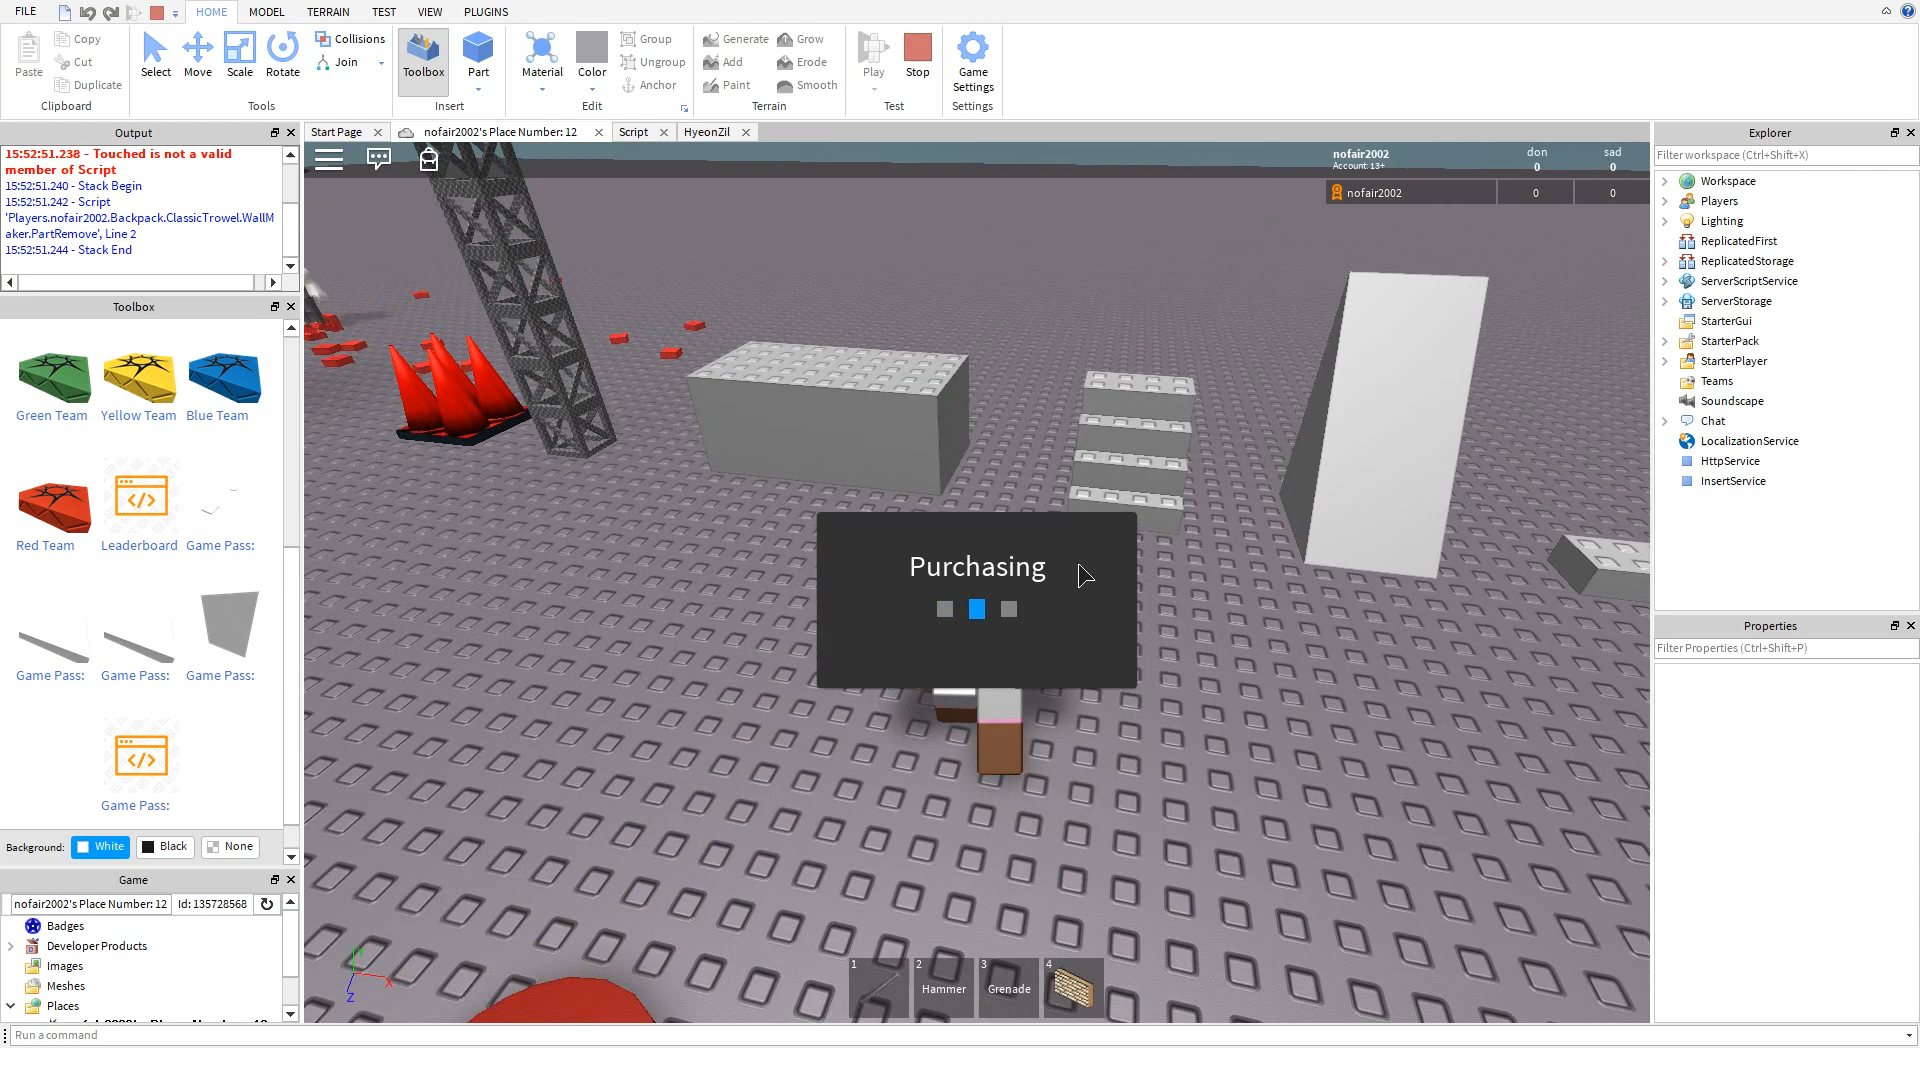 FILE HOME MODEL TERRAIN TEST VIEW PLUGINS
Paste Copy Cut Duplicate Clipboard
Select Move Scale Rotate Collisions Join Tools
Toolbox Part Insert
Material Color Group Ungroup Anchor Edit
Generate Add Paint Grow Erode Smooth Terrain
Play Stop Test
Game Settings Settings
Output
15:52:51.238 - Touched is not a valid
member of Script
15:52:51.240 - Stack Begin
15:52:51.242 - Script
'Players.nofair2002.Backpack.ClassicTrowel.WallM
aker.PartRemove', Line 2
15:52:51.244 - Stack End
Toolbox
Green Team Yellow Team Blue Team
Red Team Leaderboard Game Pass:
Game Pass: Game Pass: Game Pass:
Game Pass:
Background: White Black None
Game
nofair2002's Place Number: 12 Id: 135728568
Badges
Developer Products
Images
Meshes
Places
Start Page nofair2002's Place Number: 12 Script HyeonZil
nofair2002 don sad
Account: 13+ 0 0
nofair2002 0 0
Purchasing
1 2 3 4
Hammer Grenade
X
Z
Explorer
Filter workspace (Ctrl+Shift+X)
Workspace
Players
Lighting
ReplicatedFirst
ReplicatedStorage
ServerScriptService
ServerStorage
StarterGui
StarterPack
StarterPlayer
Teams
Soundscape
Chat
LocalizationService
HttpService
InsertService
Properties
Filter Properties (Ctrl+Shift+P)
Run a command